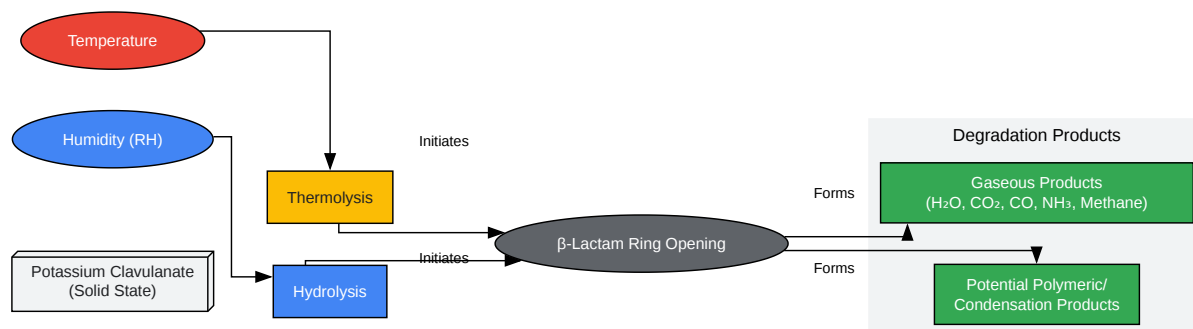 Temperature
Humidity (RH)
Potassium Clavulanate
(Solid State)
Thermolysis
Hydrolysis
Initiates
Initiates
β-Lactam Ring Opening
Forms
Forms
Degradation Products
Gaseous Products
(H₂O, CO₂, CO, NH₃, Methane)
Potential Polymeric/
Condensation Products